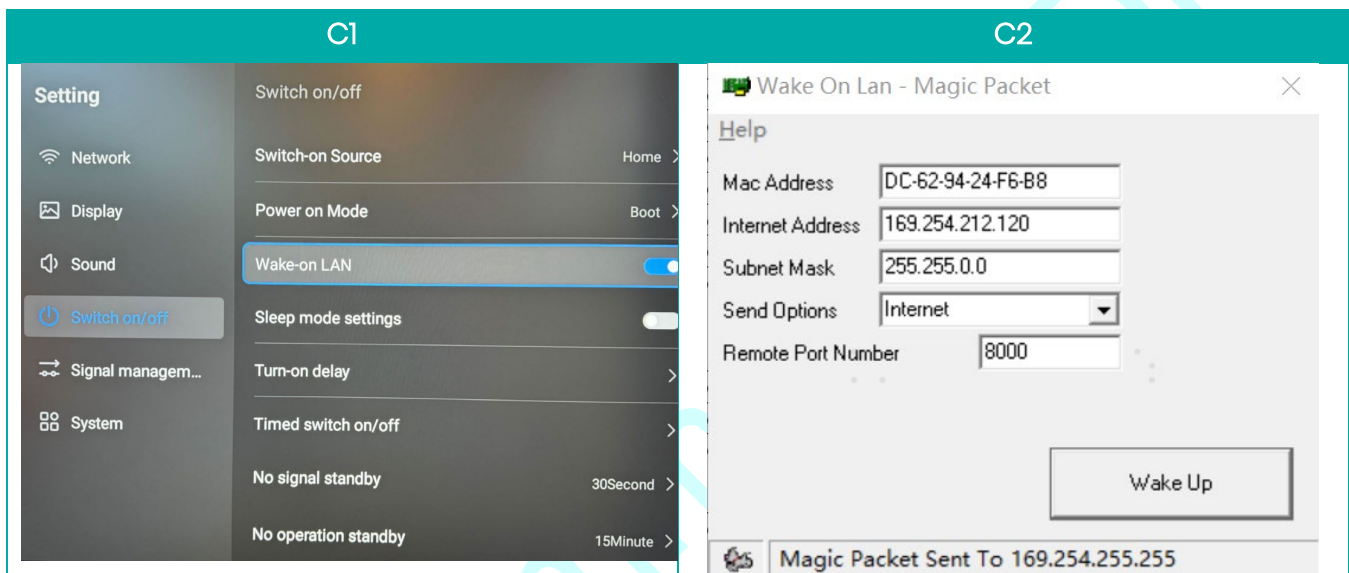 C1
C2
Setting
Network
Display
Sound
Switch on/off
Signal managem...
System
Switch on/off
Switch-on Source Home
Power on Mode Boot
Wake-on LAN
Sleep mode settings
Turn-on delay
Timed switch on/off
No signal standby 30Second
No operation standby 15Minute
Wake On Lan - Magic Packet
Help
Mac Address DC-62-94-24-F6-B8
Internet Address 169.254.212.120
Subnet Mask 255.255.0.0
Send Options Internet
Remote Port Number 8000
Wake Up
Magic Packet Sent To 169.254.255.255